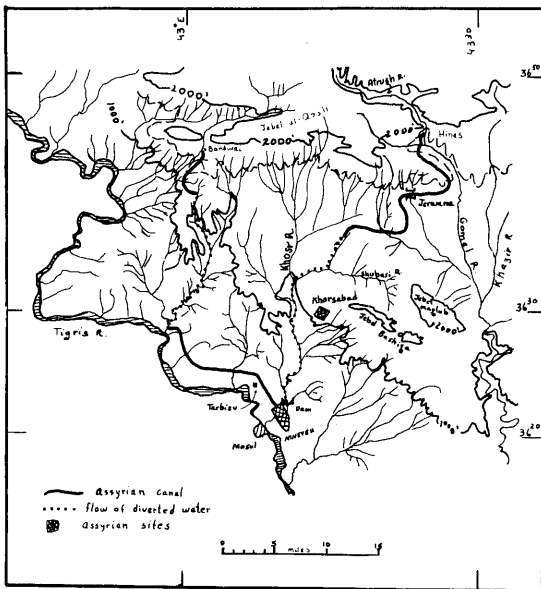 43°E
43 30
36 50
Atrush R.
2000'
1000'
Jebel al-Qosh
2000'
2000'
Hines
Bandwai
Jerwana
Khosr R.
Gomel R.
Khazir R.
Shubasi R.
Khorsabad
Jebel Maqlub
2000'
Jebel Bashiqa
36 30
Tigris R.
Tarbisu
Dam
Nineveh
Mosul
1000'
36 20
assyrian canal
flow of diverted water
assyrian sites
0 5 10 15
miles